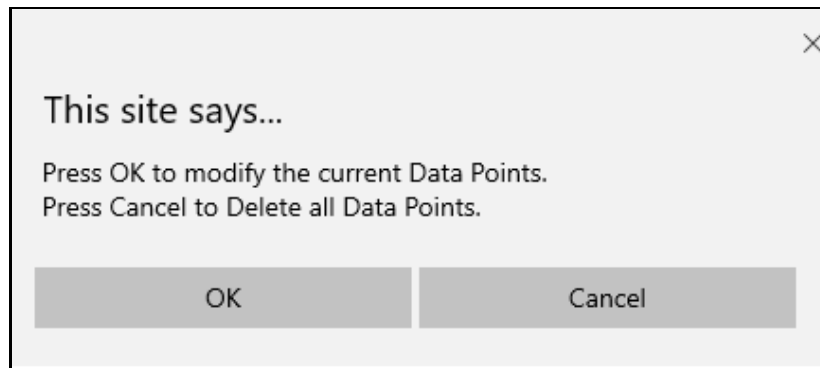 This site says...
Press OK to modify the current Data Points.
Press Cancel to Delete all Data Points.
OK
Cancel